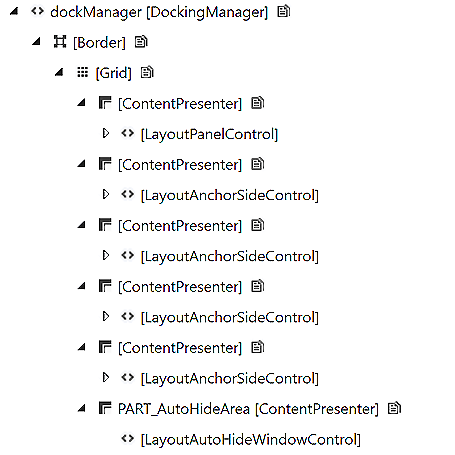 dockManager [DockingManager]
[Border]
[Grid]
[ContentPresenter]
[LayoutPanelControl]
[ContentPresenter]
[LayoutAnchorSideControl]
[ContentPresenter]
[LayoutAnchorSideControl]
[ContentPresenter]
[LayoutAnchorSideControl]
[ContentPresenter]
[LayoutAnchorSideControl]
PART_AutoHideArea [ContentPresenter]
[LayoutAutoHideWindowControl]